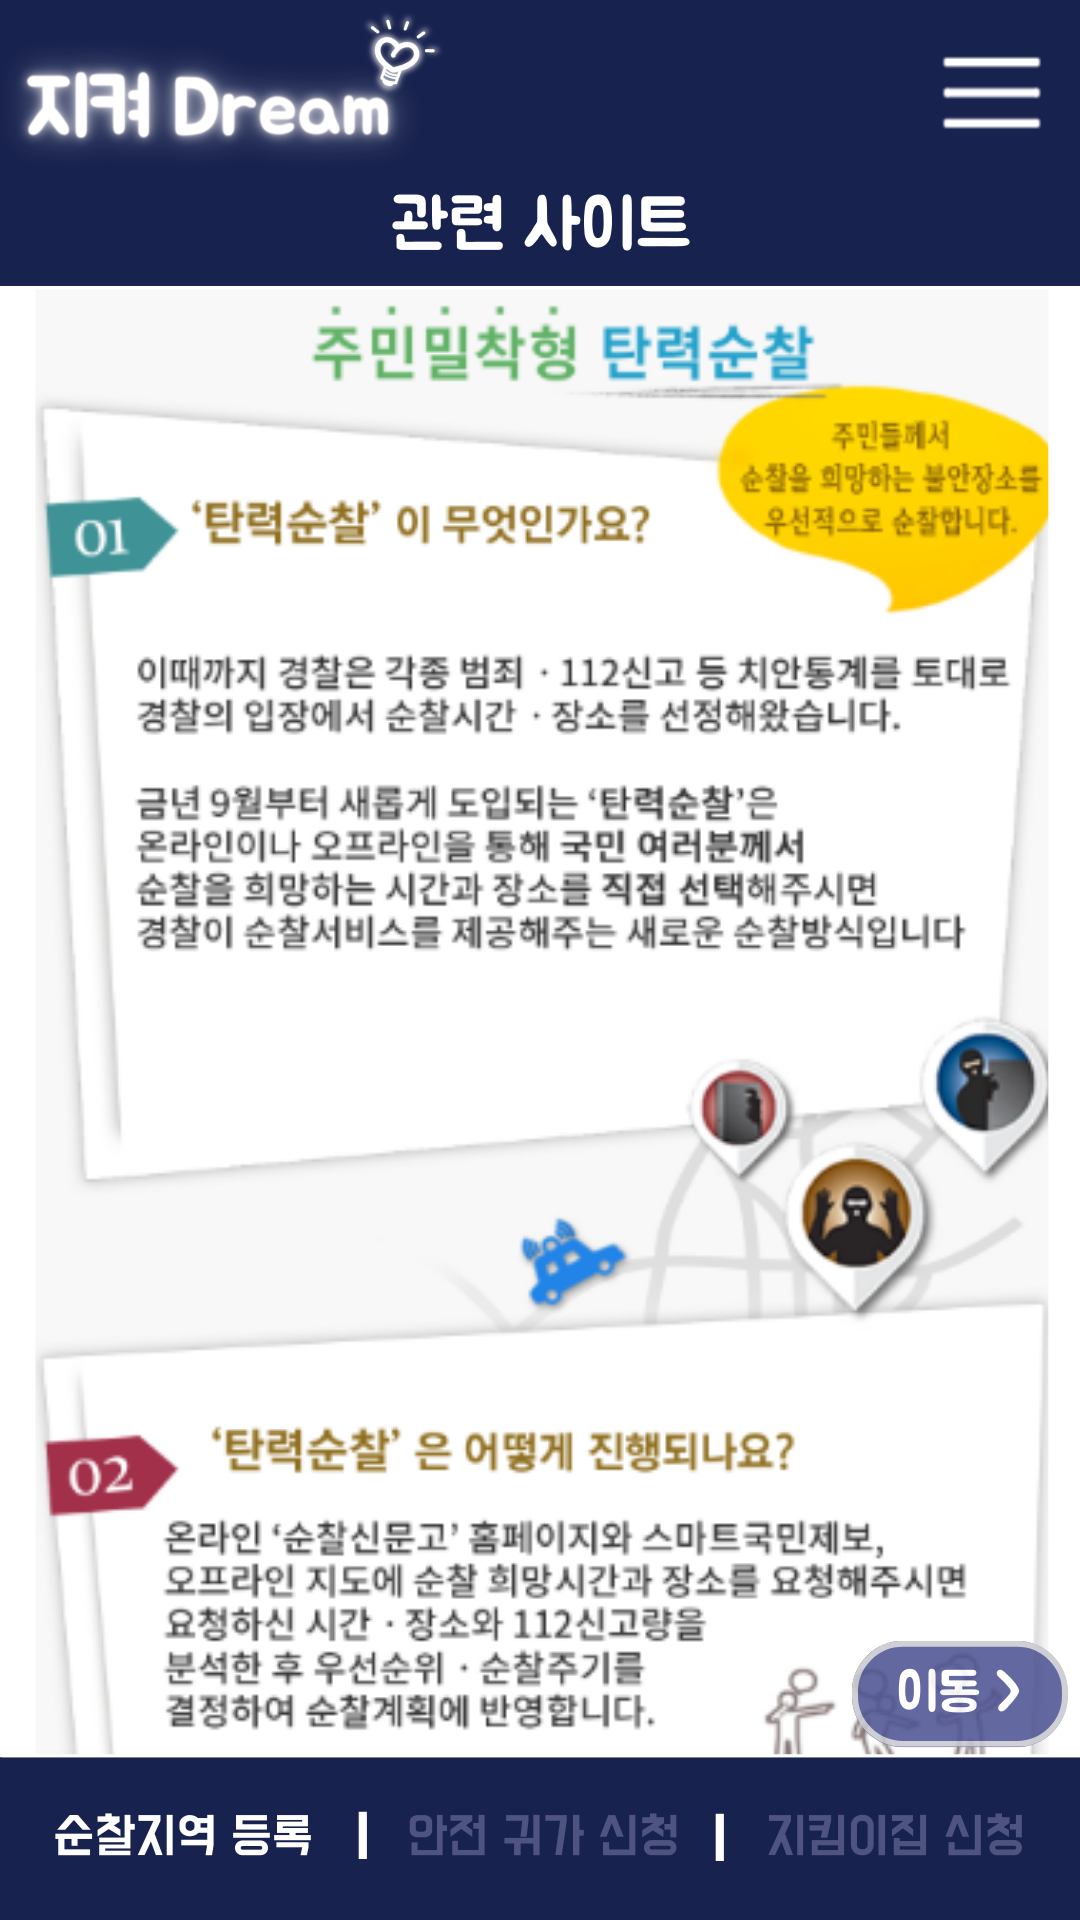 지켜 Dream
관련 사이트
주민밀착형 탄력순찰
주민들께서
순찰을 희망하는 불안장소를
우선적으로 순찰합니다.
01
‘탄력순찰’ 이 무엇인가요?
이때까지 경찰은 각종 범죄 · 112신고 등 치안통계를 토대로
경찰의 입장에서 순찰시간 · 장소를 선정해왔습니다.
금년 9월부터 새롭게 도입되는 ‘탄력순찰’은
온라인이나 오프라인을 통해 국민 여러분께서
순찰을 희망하는 시간과 장소를 직접 선택해주시면
경찰이 순찰서비스를 제공해주는 새로운 순찰방식입니다
02
‘탄력순찰’ 은 어떻게 진행되나요?
온라인 ‘순찰신문고’ 홈페이지와 스마트국민제보,
오프라인 지도에 순찰 희망시간과 장소를 요청해주시면
요청하신 시간 · 장소와 112신고량을
분석한 후 우선순위 · 순찰주기를
결정하여 순찰계획에 반영합니다.
이동 >
순찰지역 등록 | 안전 귀가 신청 | 지킴이집 신청